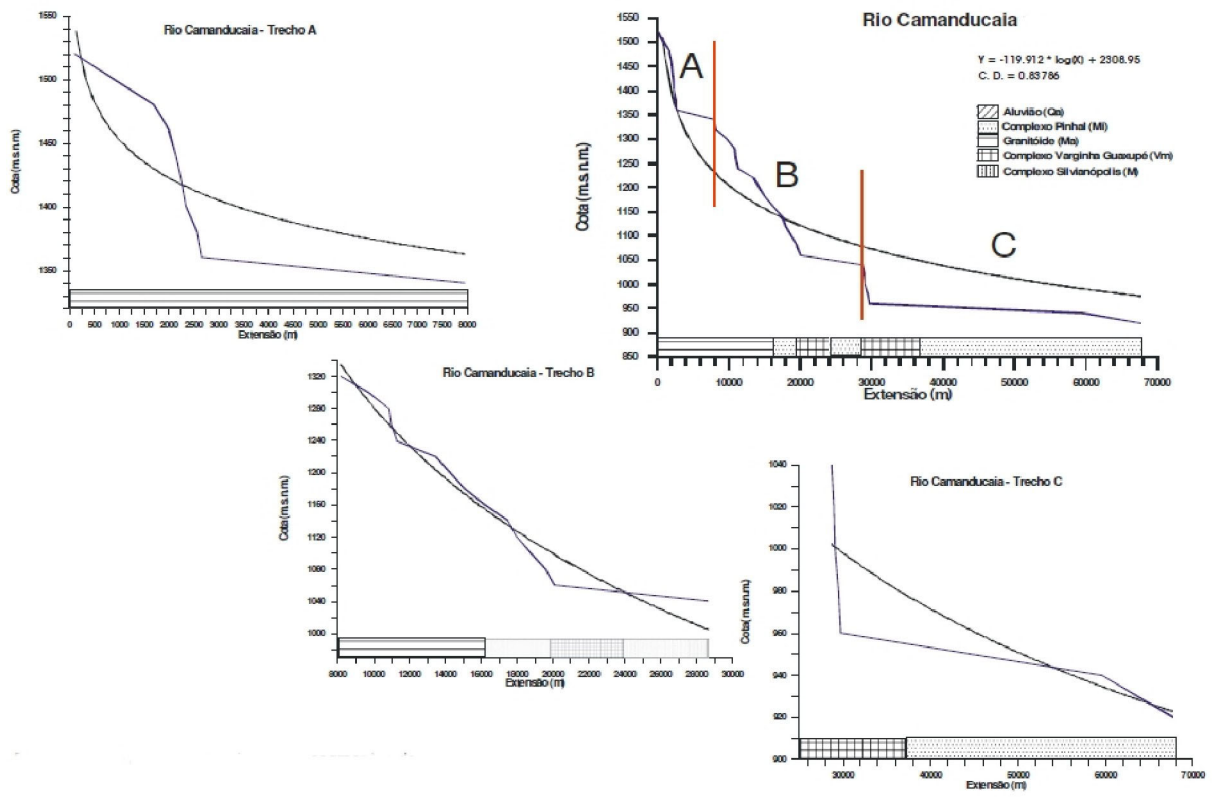 Rio Camanducaia - Trecho A
Cota (m.s.n.m.)
1550
1500
1450
1400
1350
0 500 1000 1500 2000 2500 3000 3500 4000 4500 5000 5500 6000 6500 7000 7500 8000
Extensão (m)
Rio Camanducaia
Y = -119.912 * log(X) + 2308.95
C. D. = 0.83786
Aluvião (Qa)
Complexo Pinhal (Mi)
Granitóide (Ma)
Complexo Varginha Guaxupé (Vm)
Complexo Silvianópolis (M)
A
B
C
Cota (m.s.n.m.)
1550
1500
1450
1400
1350
1300
1250
1200
1150
1100
1050
1000
950
900
850
0 10000 20000 30000 40000 50000 60000 70000
Extensão (m)
Rio Camanducaia - Trecho B
Cota (m.s.n.m.)
1320
1280
1240
1200
1160
1120
1080
1040
1000
8000 10000 12000 14000 16000 18000 20000 22000 24000 26000 28000 30000
Extensão (m)
Rio Camanducaia - Trecho C
Cota (m.s.n.m.)
1040
1020
1000
980
960
940
920
900
30000 40000 50000 60000 70000
Extensão (m)